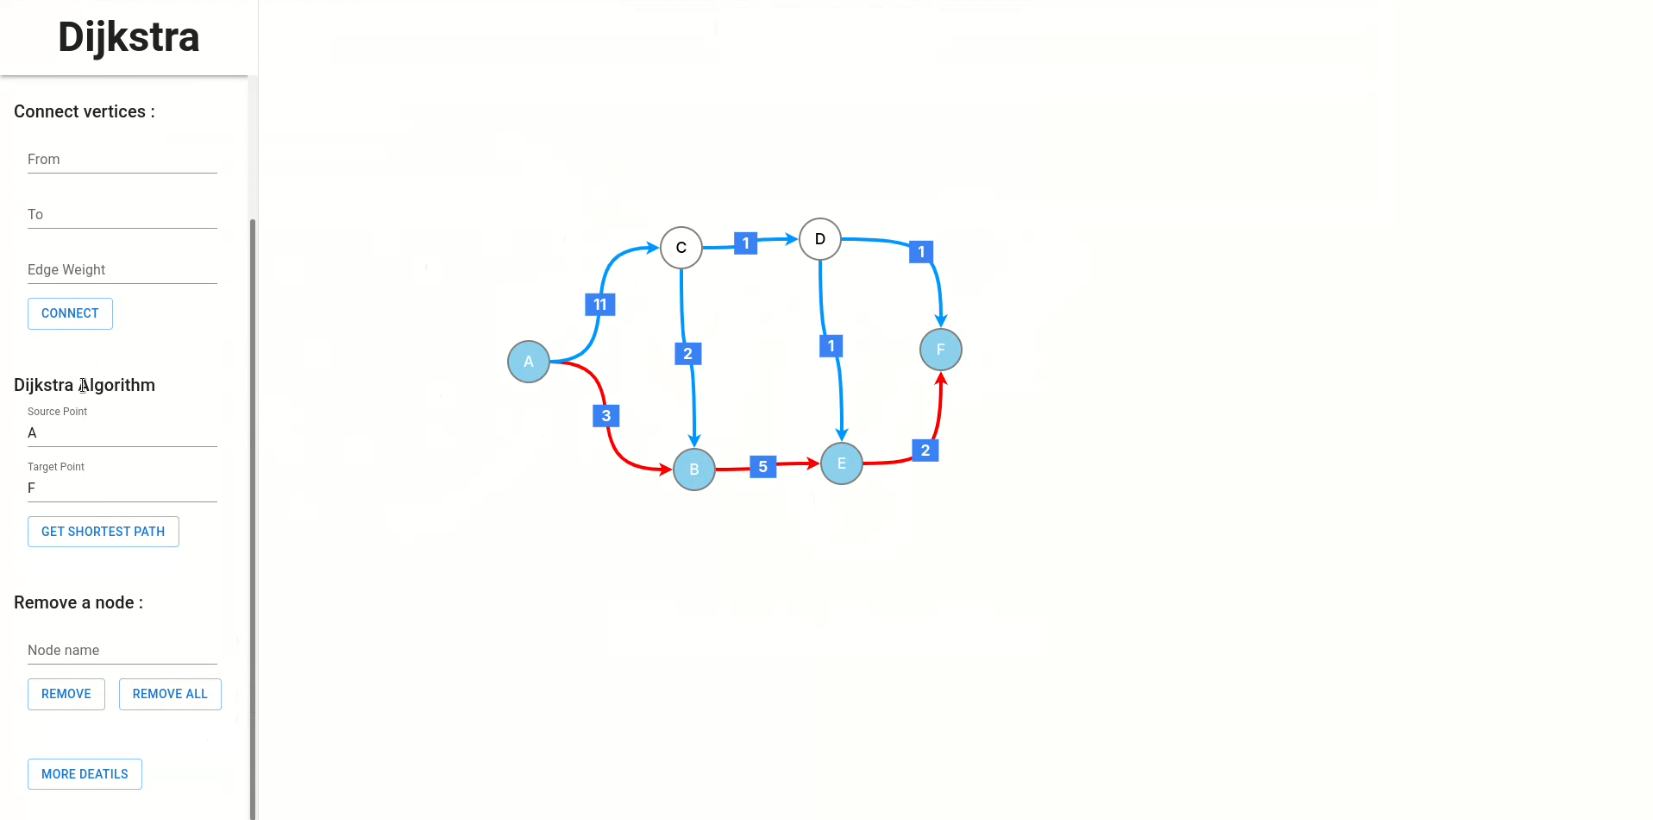 Dijkstra
Connect vertices :
From
To
Edge Weight
CONNECT
Dijkstra Algorithm
Source Point
A
Target Point
F
GET SHORTEST PATH
Remove a node :
Node name
REMOVE REMOVE ALL
MORE DEATILS
C 1 D 1
11
2 1 F
A
3
B 5 E 2